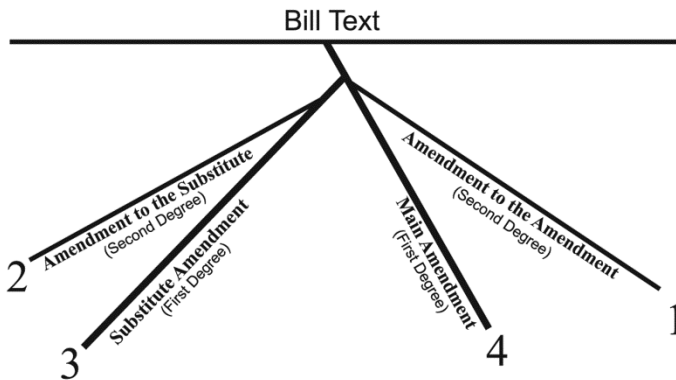 Bill Text
Amendment to the Substitute
(Second Degree)
2
Substitute Amendment
(First Degree)
3
Main Amendment
(First Degree)
4
Amendment to the Amendment
(Second Degree)
1